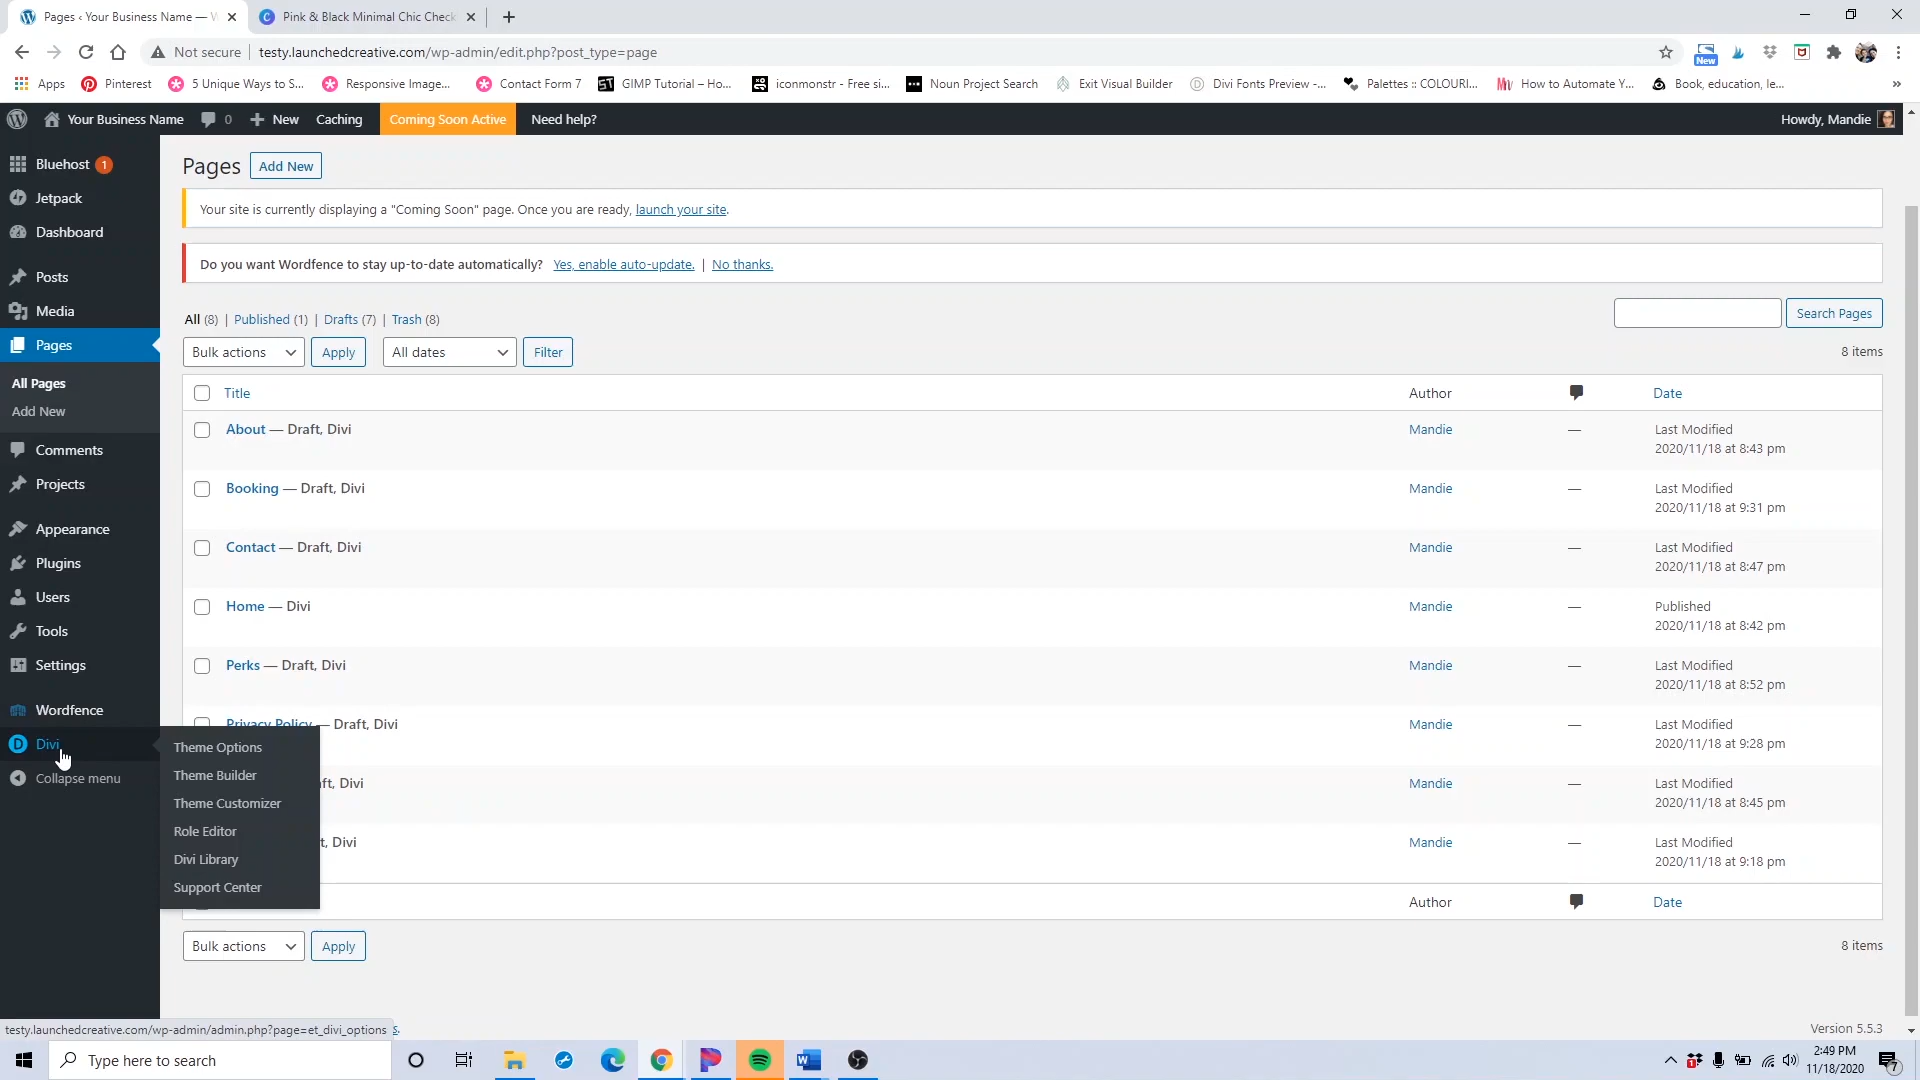 Pages ‹ Your Business Name — W
Pink & Black Minimal Chic Check
Not secure
testy.launchedcreative.com/wp-admin/edit.php?post_type=page
New
Apps
Pinterest
5 Unique Ways to S...
Responsive Image...
Contact Form 7
ST
GIMP Tutorial – Ho...
iconmonstr - Free si...
Noun Project Search
Exit Visual Builder
Divi Fonts Preview -...
Palettes :: COLOURl...
How to Automate Y...
Book, education, le...
Your Business Name
0
New
Caching
Coming Soon Active
Need help?
Howdy, Mandie
Bluehost 1
Jetpack
Dashboard
Posts
Media
Pages
All Pages
Add New
Comments
Projects
Appearance
Plugins
Users
Tools
Settings
Wordfence
Divi
Collapse menu
Theme Options
Theme Builder
Theme Customizer
Role Editor
Divi Library
Support Center
Pages
Add New
Your site is currently displaying a "Coming Soon" page. Once you are ready, launch your site.
Do you want Wordfence to stay up-to-date automatically? Yes, enable auto-update. | No thanks.
All (8) | Published (1) | Drafts (7) | Trash (8)
Search Pages
Bulk actions
Apply
All dates
Filter
8 items
Title
Author
Date
About — Draft, Divi
Mandie
—
Last Modified
2020/11/18 at 8:43 pm
Booking — Draft, Divi
Mandie
—
Last Modified
2020/11/18 at 9:31 pm
Contact — Draft, Divi
Mandie
—
Last Modified
2020/11/18 at 8:47 pm
Home — Divi
Mandie
—
Published
2020/11/18 at 8:42 pm
Perks — Draft, Divi
Mandie
—
Last Modified
2020/11/18 at 8:52 pm
Privacy Policy — Draft, Divi
Mandie
—
Last Modified
2020/11/18 at 9:28 pm
ft, Divi
Mandie
—
Last Modified
2020/11/18 at 8:45 pm
t, Divi
Mandie
—
Last Modified
2020/11/18 at 9:18 pm
Author
Date
Bulk actions
Apply
8 items
testy.launchedcreative.com/wp-admin/admin.php?page=et_divi_options
s.
Version 5.5.3
Type here to search
2:49 PM
11/18/2020
7